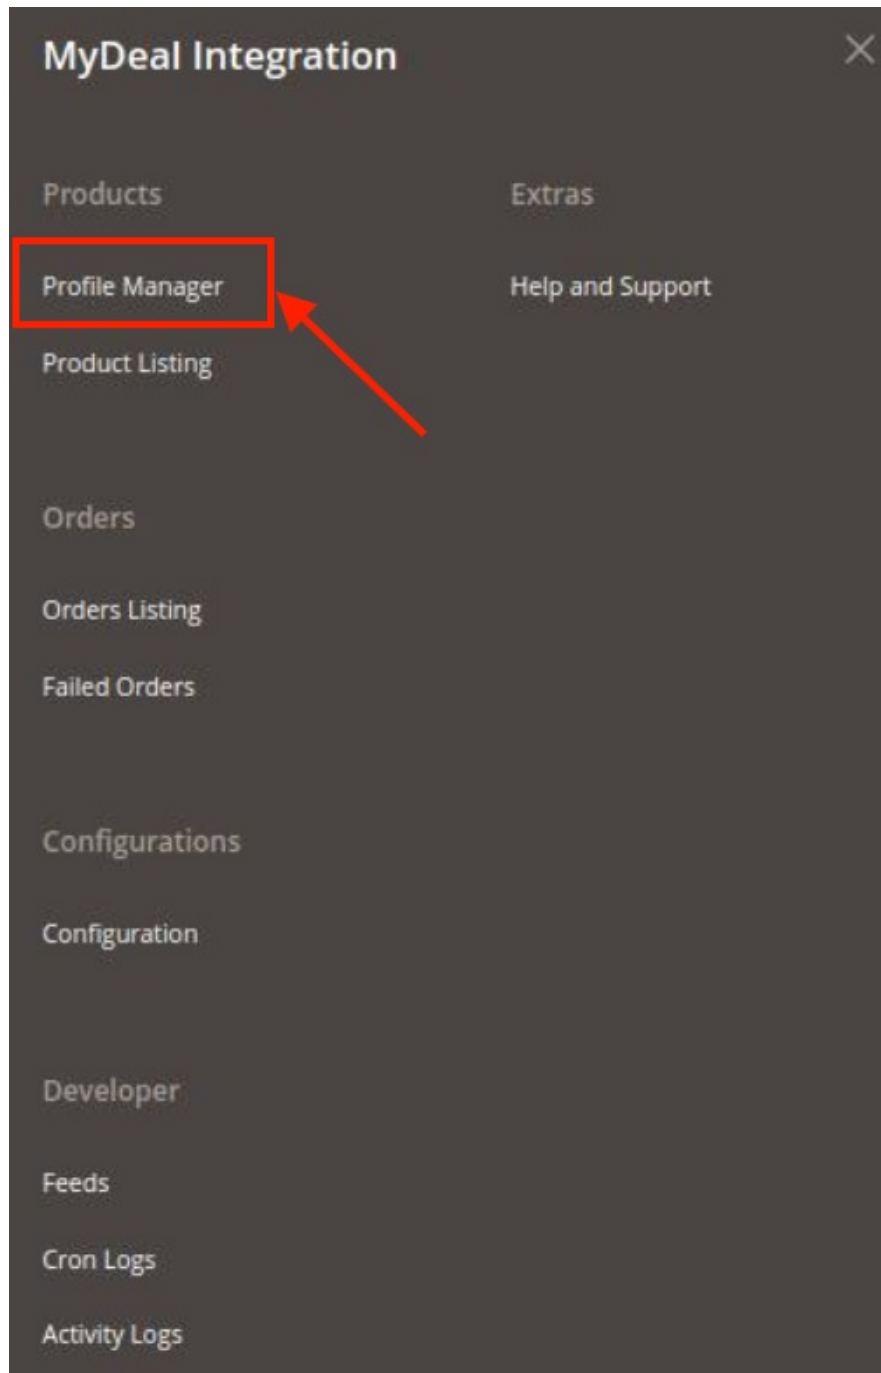 MyDeal Integration
Products
Profile Manager
Product Listing
Orders
Orders Listing
Failed Orders
Configurations
Configuration
Developer
Feeds
Cron Logs
Activity Logs
Extras
Help and Support